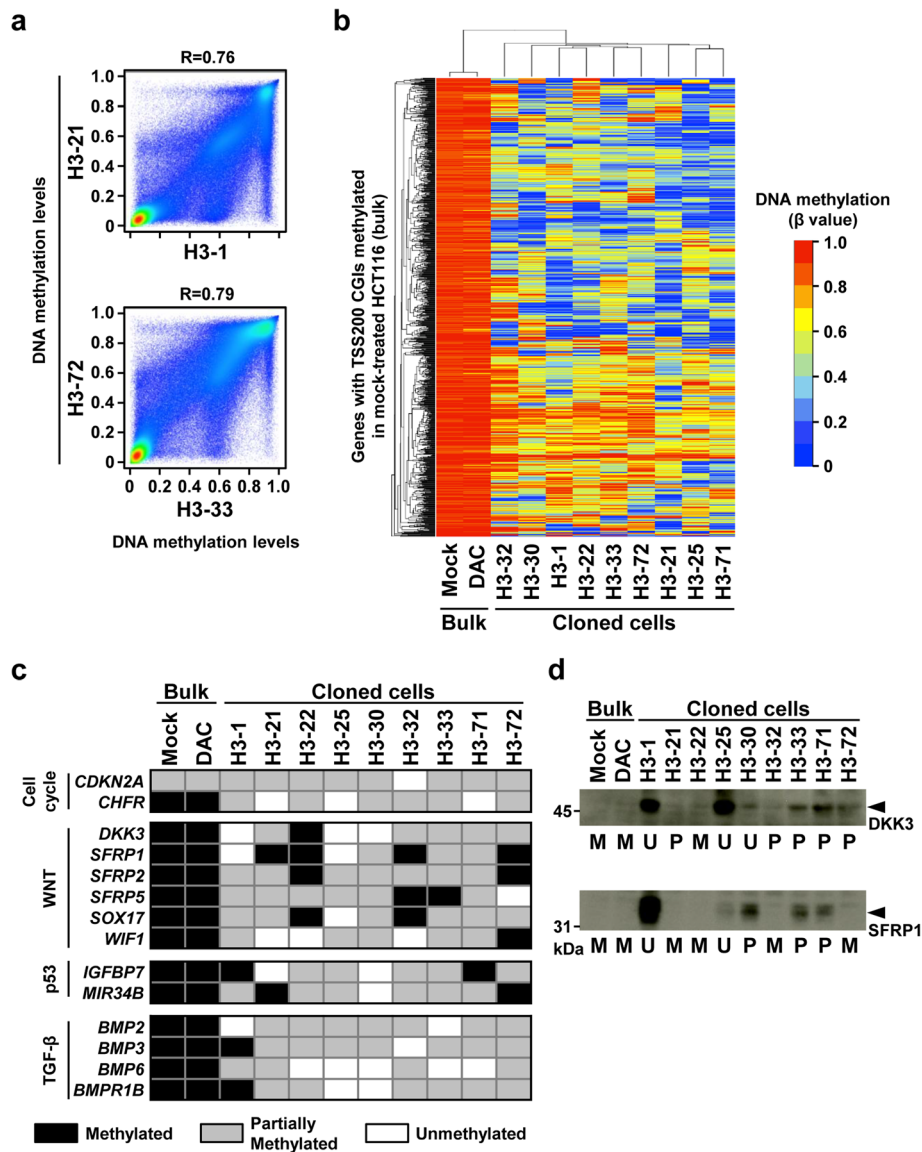 a
R=0.76
DNA methylation levels
H3-21
1.0
0.8
0.6
0.4
0.2
0
0 0.2 0.4 0.6 0.8 1.0
H3-1
R=0.79
H3-72
1.0
0.8
0.6
0.4
0.2
0
0 0.2 0.4 0.6 0.8 1.0
H3-33
DNA methylation levels
b
Genes with TSS200 CGIs methylated
in mock-treated HCT116 (bulk)
Mock DAC H3-32 H3-30 H3-1 H3-22 H3-33 H3-72 H3-21 H3-25 H3-71
Bulk Cloned cells
DNA methylation
(β value)
1.0
0.8
0.6
0.4
0.2
0
c
Bulk Cloned cells
Mock DAC H3-1 H3-21 H3-22 H3-25 H3-30 H3-32 H3-33 H3-71 H3-72
Cell
cycle
CDKN2A
CHFR
WNT
DKK3
SFRP1
SFRP2
SFRP5
SOX17
WIF1
p53
IGFBP7
MIR34B
TGF-β
BMP2
BMP3
BMP6
BMPR1B
Methylated
Partially
Methylated
Unmethylated
d
Bulk Cloned cells
Mock DAC H3-1 H3-21 H3-22 H3-25 H3-30 H3-32 H3-33 H3-71 H3-72
45
DKK3
M M U P M U U P P P P
31
SFRP1
kDa
M M U M M U P M P P M